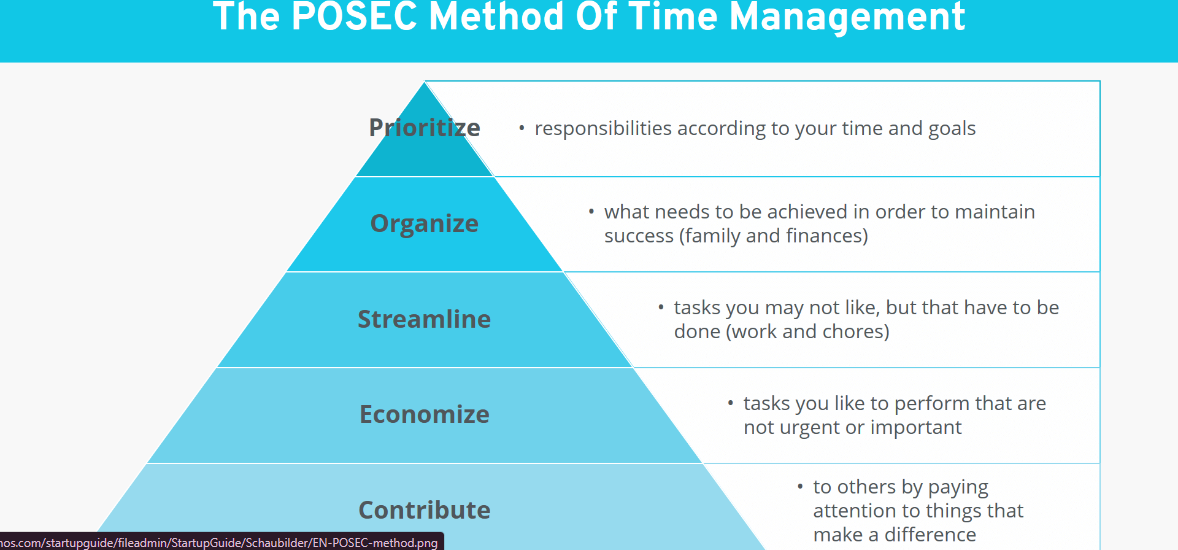 The POSEC Method Of Time Management
Prioritize
• responsibilities according to your time and goals
Organize
• what needs to be achieved in order to maintain
success (family and finances)
Streamline
• tasks you may not like, but that have to be
done (work and chores)
Economize
• tasks you like to perform that are
not urgent or important
Contribute
• to others by paying
attention to things that
make a difference
nos.com/startupguide/fileadmin/StartupGuide/Schaubilder/EN-POSEC-method.png